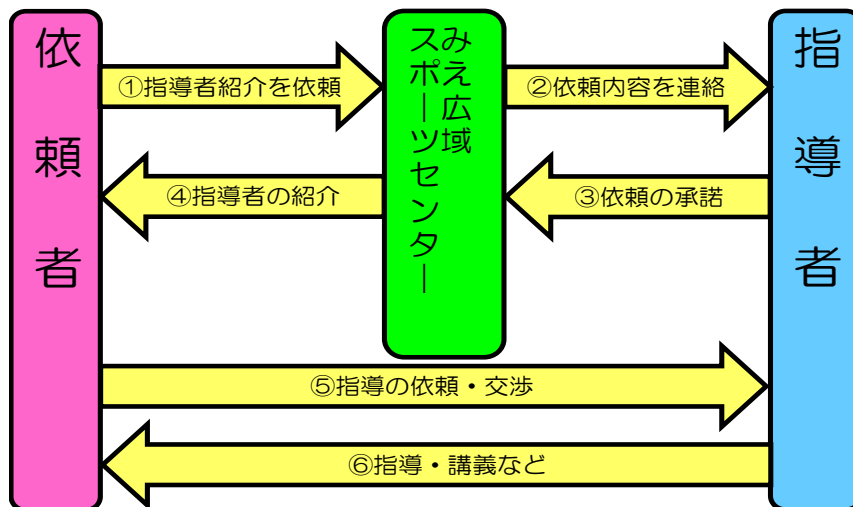 依頼者
①指導者紹介を依頼
みえ広域
スポーツセンター
②依頼内容を連絡
指導者
④指導者の紹介
③依頼の承諾
⑤指導の依頼・交渉
⑥指導・講義など